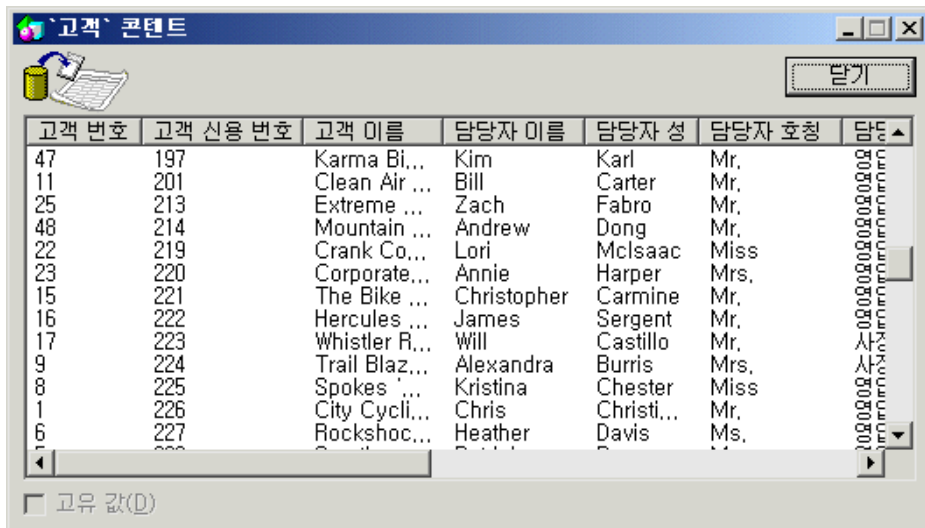 `고객` 콘텐트
닫기
고객 번호 고객 신용 번호 고객 이름 담당자 이름 담당자 성 담당자 호칭
47 197 Karma Bi... Kim Karl Mr.
11 201 Clean Air ... Bill Carter Mr.
25 213 Extreme ... Zach Fabro Mr.
48 214 Mountain ... Andrew Dong Mr.
22 219 Crank Co... Lori McIsaac Miss
23 220 Corporate... Annie Harper Mrs.
15 221 The Bike ... Christopher Carmine Mr.
16 222 Hercules ... James Sergent Mr.
17 223 Whistler R... Will Castillo Mr.
9 224 Trail Blaz... Alexandra Burris Mrs.
8 225 Spokes '... Kristina Chester Miss
1 226 City Cycli... Chris Christi... Mr.
6 227 Rockshoc... Heather Davis Ms.
고유 값(D)